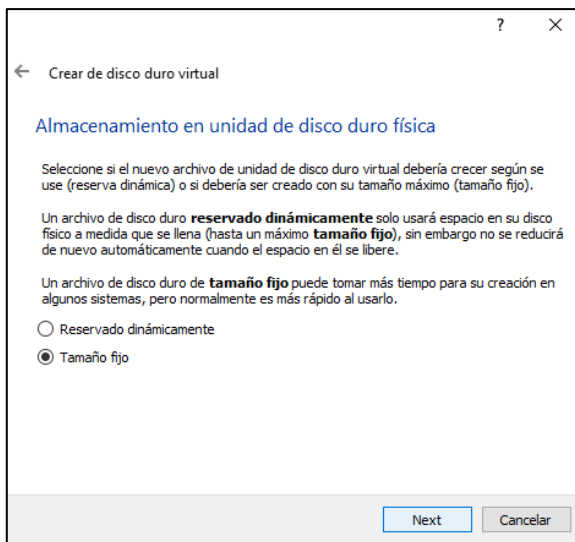 ?
Crear de disco duro virtual
Almacenamiento en unidad de disco duro física
Seleccione si el nuevo archivo de unidad de disco duro virtual debería crecer según se
use (reserva dinámica) o si debería ser creado con su tamaño máximo (tamaño fijo).
Un archivo de disco duro reservado dinámicamente solo usará espacio en su disco
físico a medida que se llena (hasta un máximo tamaño fijo), sin embargo no se reducirá
de nuevo automáticamente cuando el espacio en él se libere.
Un archivo de disco duro de tamaño fijo puede tomar más tiempo para su creación en
algunos sistemas, pero normalmente es más rápido al usarlo.
Reservado dinámicamente
Tamaño fijo
Next Cancelar